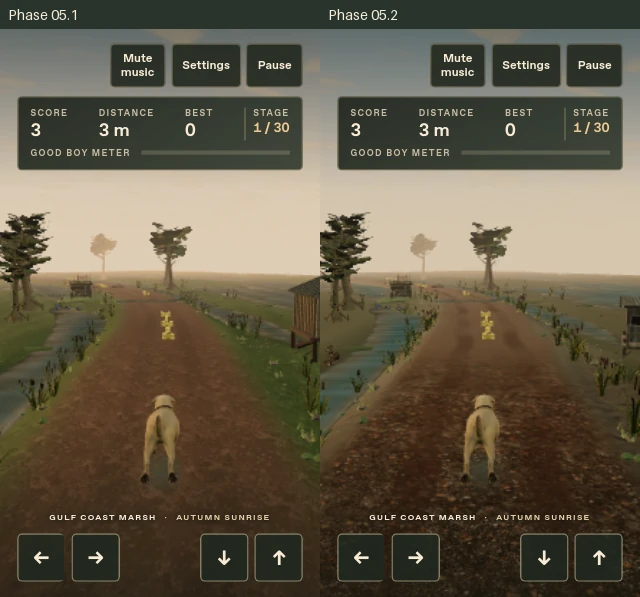 Phase 05.1
Mute music
Settings
Pause
SCORE DISTANCE BEST STAGE
3 3 m 0 1 / 30
GOOD BOY METER
GULF COAST MARSH · AUTUMN SUNRISE
← → ↓ ↑
Phase 05.2
Mute music
Settings
Pause
SCORE DISTANCE BEST STAGE
3 3 m 0 1 / 30
GOOD BOY METER
GULF COAST MARSH · AUTUMN SUNRISE
← → ↓ ↑